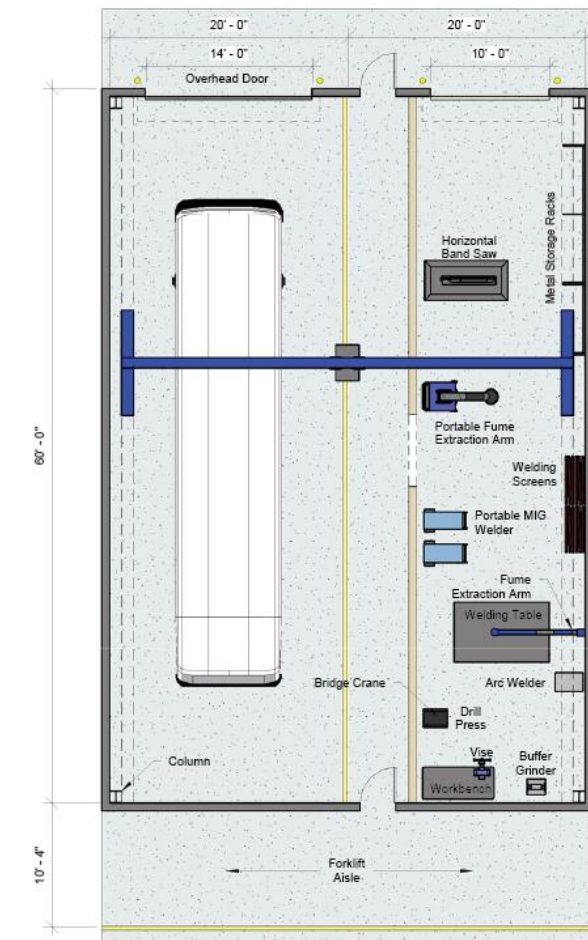 20' - 0"
20' - 0"
14' - 0"
10' - 0"
Overhead Door
Metal Storage Racks
Horizontal
Band Saw
60' - 0"
Portable Fume
Extraction Arm
Welding
Screens
Portable MIG
Welder
Fume
Extraction Arm
Welding Table
Bridge Crane
Arc Welder
Drill
Press
Column
Vise
Buffer
Grinder
Workbench
10' - 4"
Forklift
Aisle